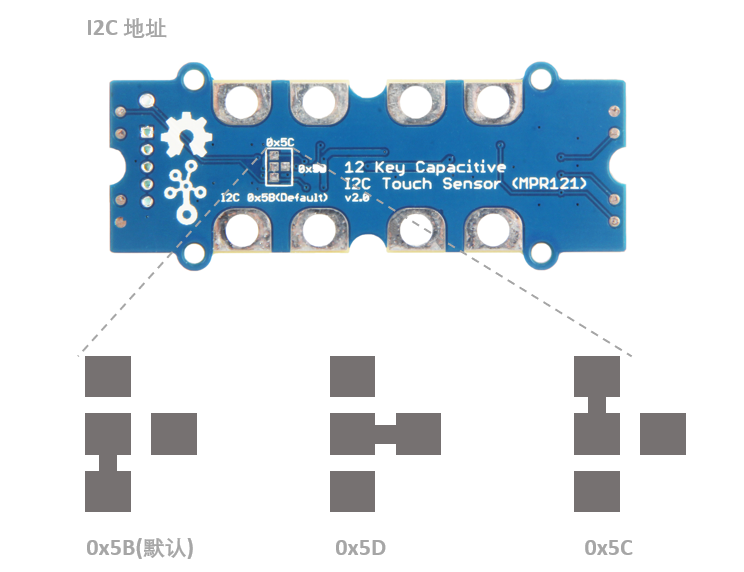 I2C 地址
0x5C
12 Key Capacitive
I2C Touch Sensor (MPR121)
I2C 0x5B(Default)
v2.0
0x5B(默认)
0x5D
0x5C